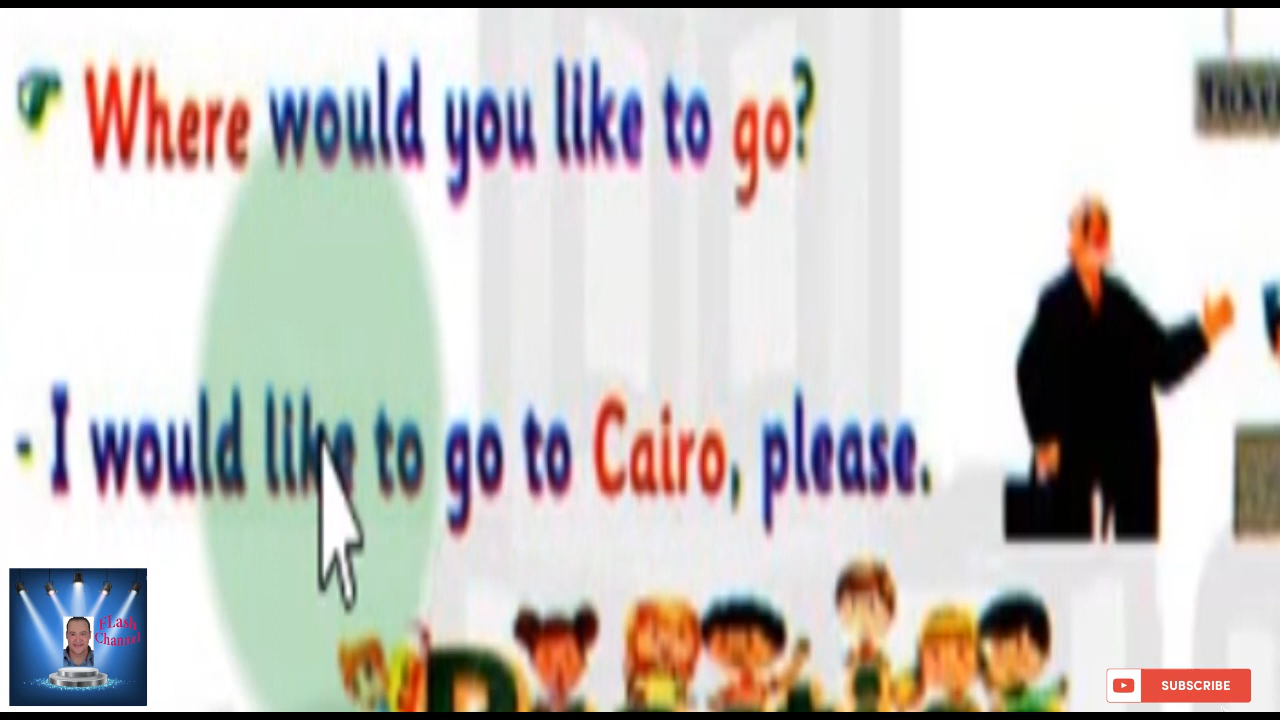 Where would you like to go?
- I would like to go to Cairo, please.
FLash
Channel
SUBSCRIBE